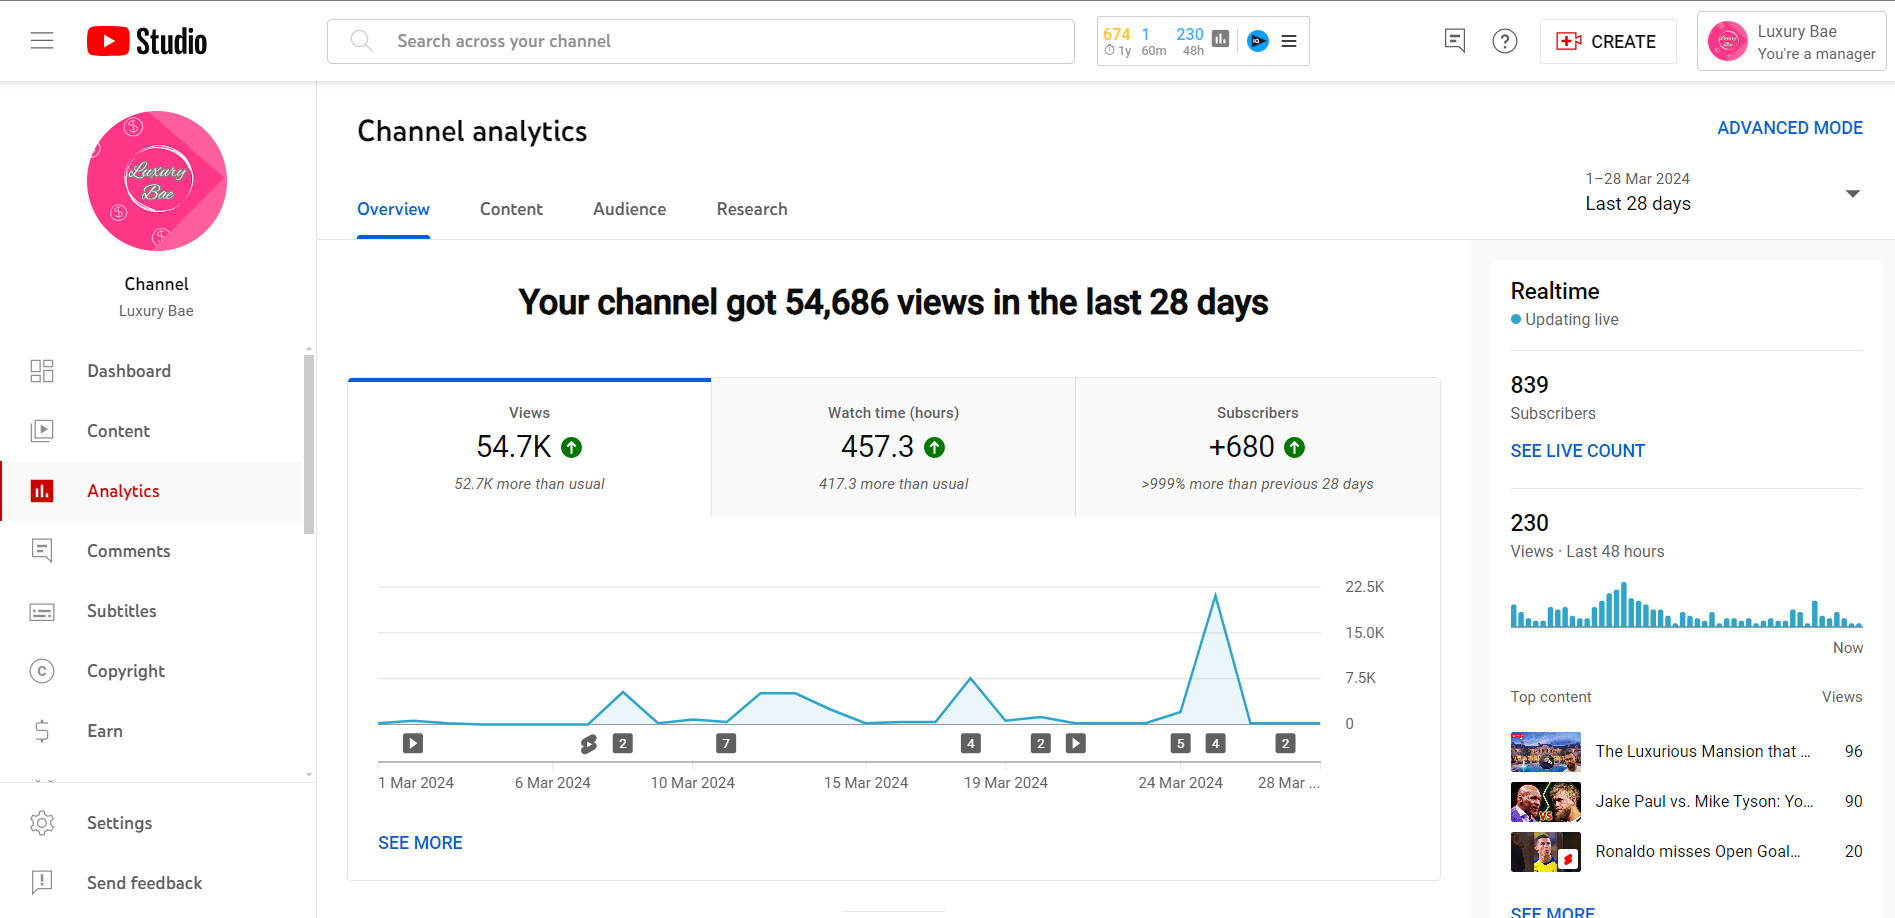 Studio
Search across your channel
674 1 230
1y 60m 48h
CREATE
Luxury Bae
You're a manager
Luxury
Bae
Channel
Luxury Bae
Dashboard
Content
Analytics
Comments
Subtitles
Copyright
Earn
Settings
Send feedback
Channel analytics
ADVANCED MODE
Overview Content Audience Research
1–28 Mar 2024
Last 28 days
Your channel got 54,686 views in the last 28 days
Views
54.7K
52.7K more than usual
Watch time (hours)
457.3
417.3 more than usual
Subscribers
+680
>999% more than previous 28 days
22.5K
15.0K
7.5K
0
2 7 4 2 5 4 2
1 Mar 2024 6 Mar 2024 10 Mar 2024 15 Mar 2024 19 Mar 2024 24 Mar 2024 28 Mar ...
SEE MORE
Realtime
Updating live
839
Subscribers
SEE LIVE COUNT
230
Views · Last 48 hours
Now
Top content Views
The Luxurious Mansion that ... 96
Jake Paul vs. Mike Tyson: Yo... 90
VS
Ronaldo misses Open Goal... 20
SEE MORE